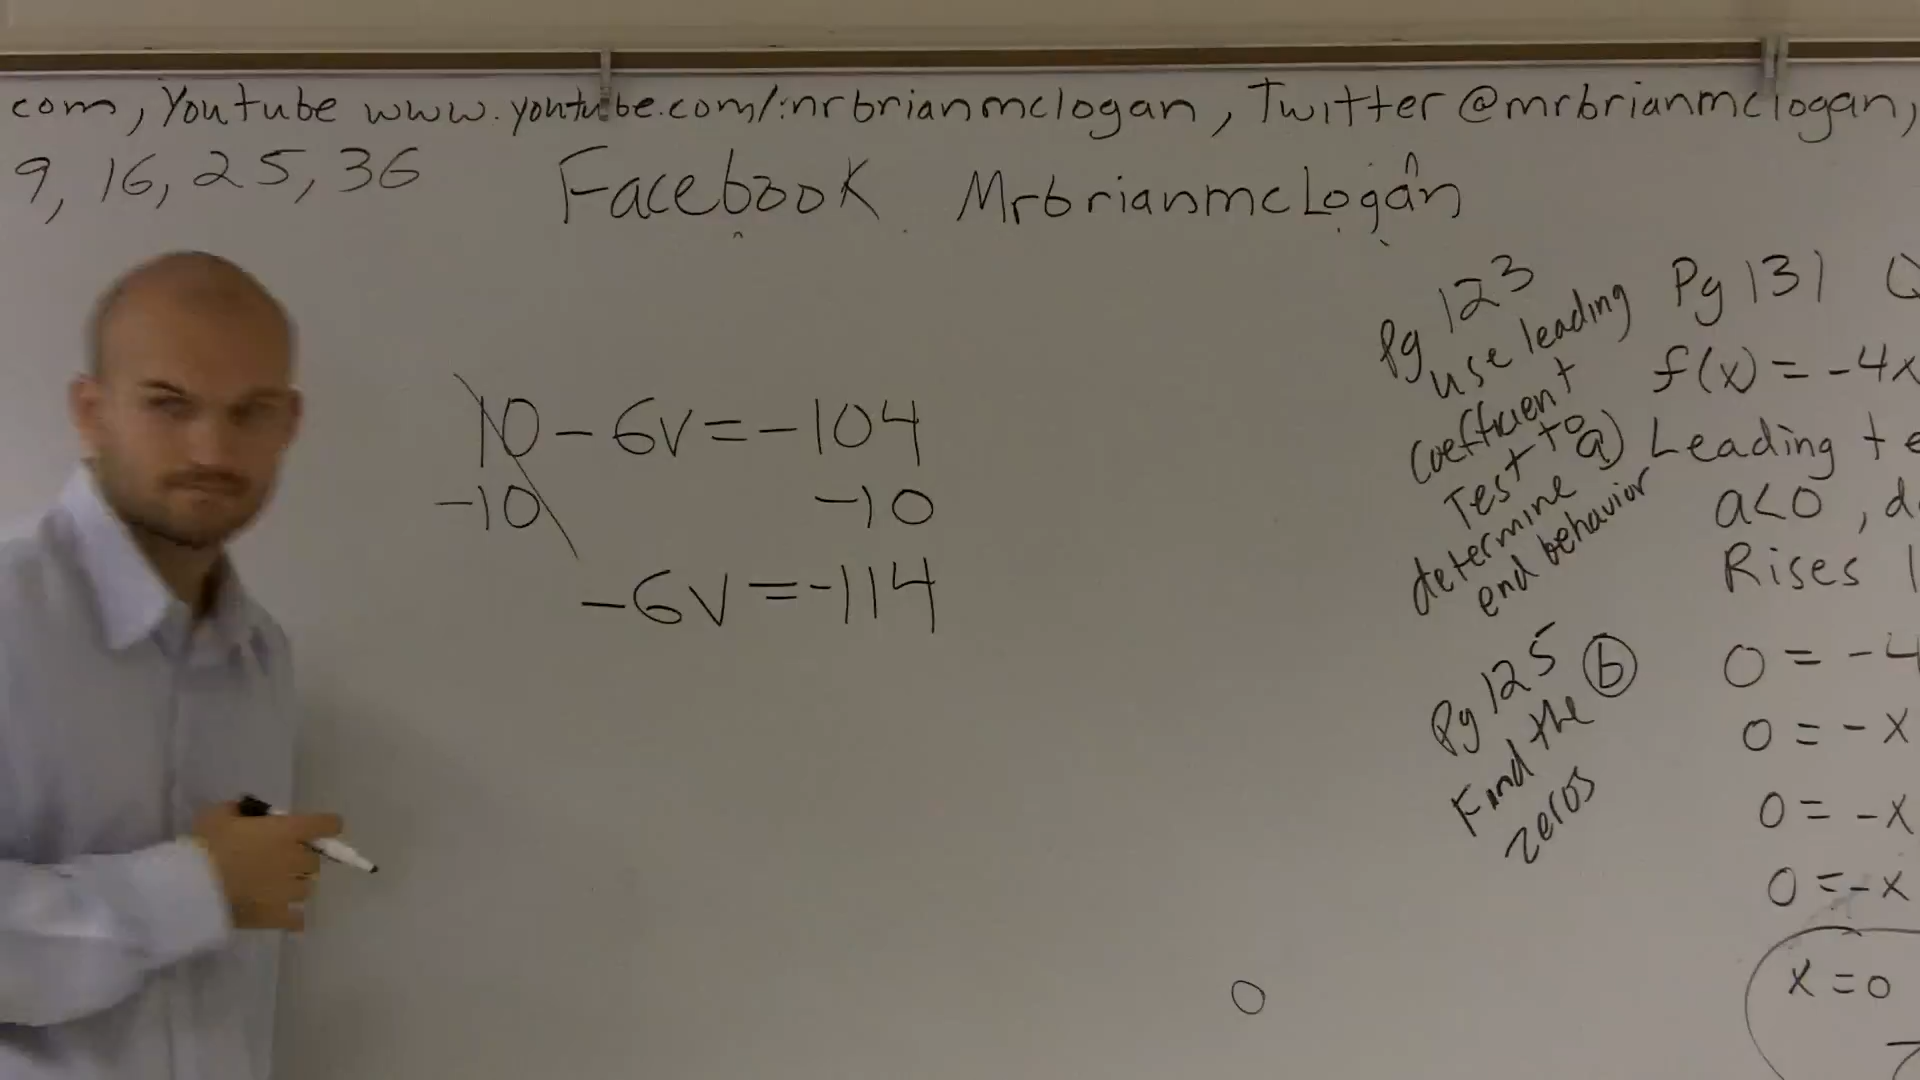 com, Youtube www.youtube.com/mrbrianmclogan, Twitter @mrbrianmclogan,
9, 16, 25, 36 Facebook MrbrianmcLogan
10 - 6v = -104
-10 -10
-6v = -114
Pg 123
use leading
coefficient
Test to
determine
end behavior
Pg 131
f(x) = -4x
a) Leading te
a<0, d
Rises
Pg 125
Find the
zeros
b
0 = -4
0 = -x
0 = -x
0 = -x
x = 0
0